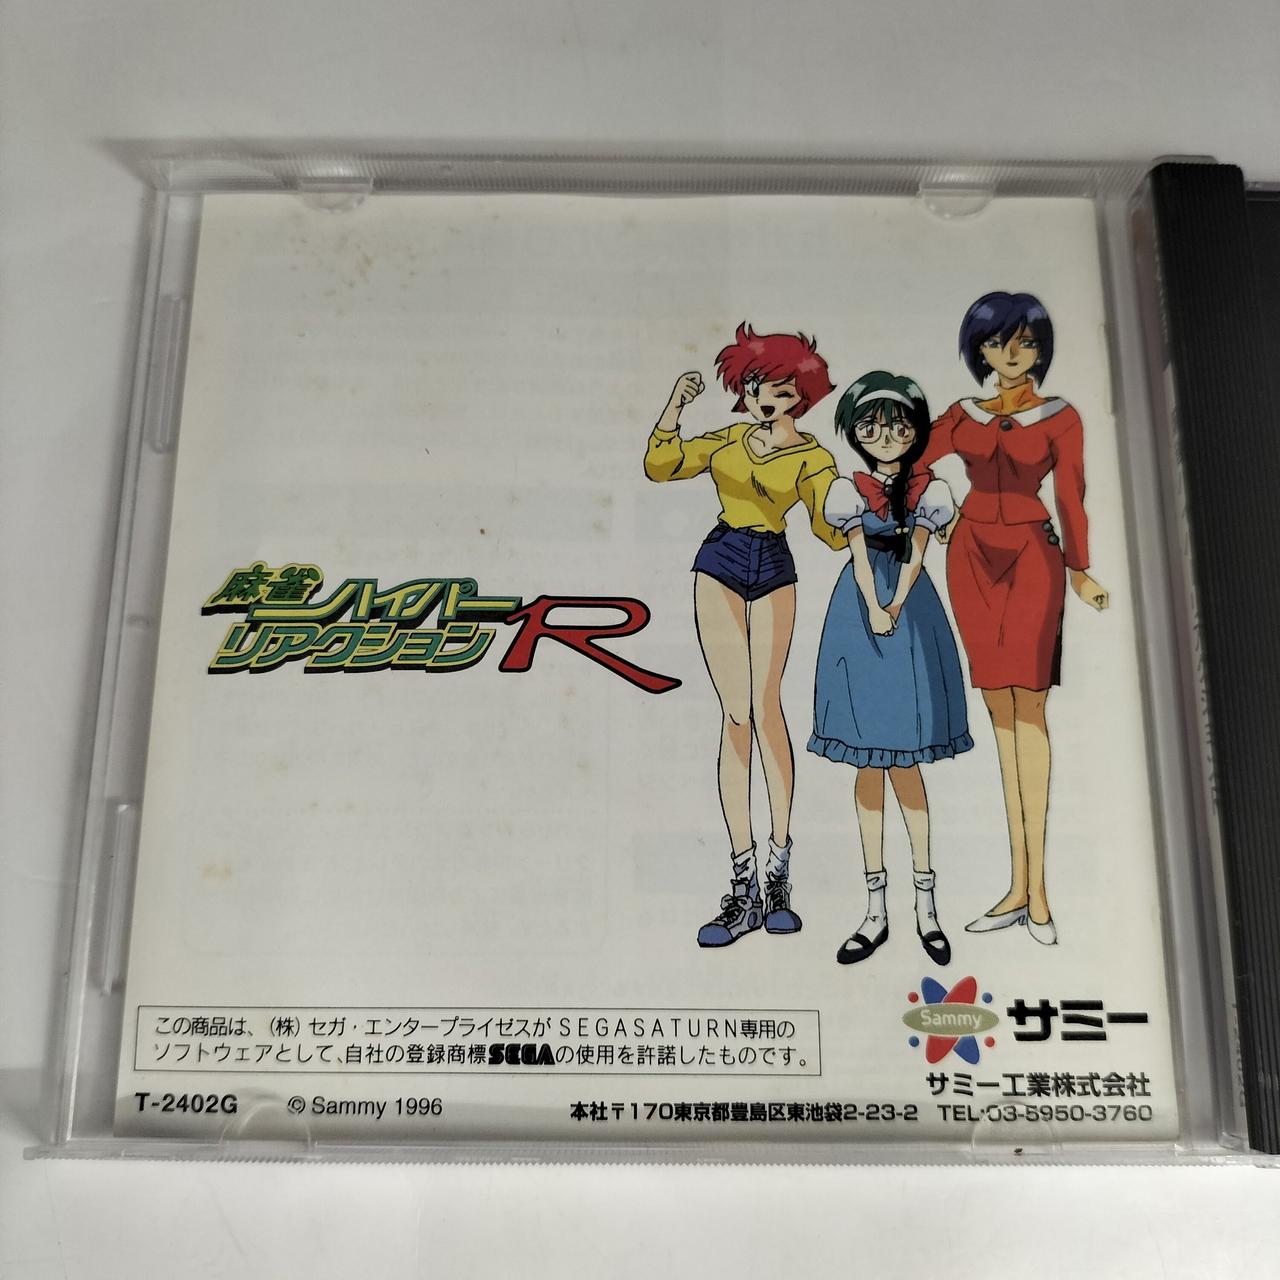 麻雀ハイパー
リアクションR
この商品は、(株)セガ・エンタープライゼスがSEGASATURN専用の
ソフトウェアとして、自社の登録商標SEGAの使用を許諾したものです。
Sammy サミー
サミー工業株式会社
T-2402G © Sammy 1996 本社〒170東京都豊島区東池袋2-23-2 TEL・03-5950-3760